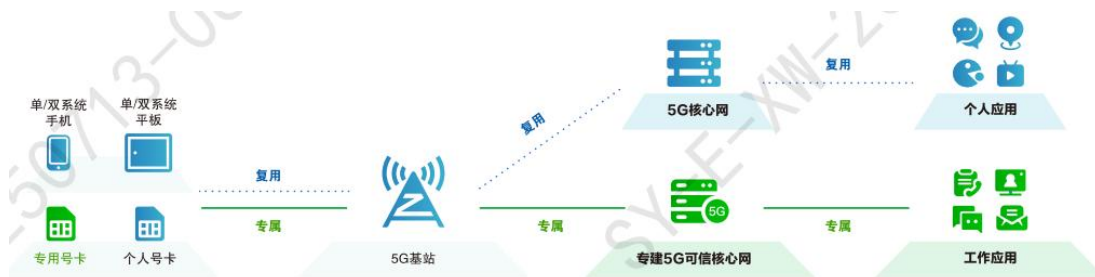 单/双系统
手机
单/双系统
平板
专用号卡
个人号卡
复用
专属
5G基站
复用
专属
5G核心网
5G
专建5G可信核心网
复用
专属
个人应用
工作应用